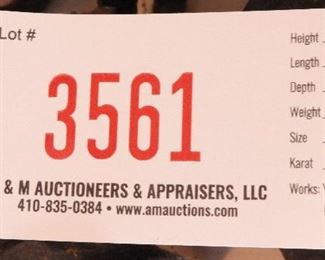 Lot #
3561
& M AUCTIONEERS & APPRAISERS, LLC
410-835-0384 • www.amauctions.com
Height
Length
Depth
Weight
Size
Karat
Works: